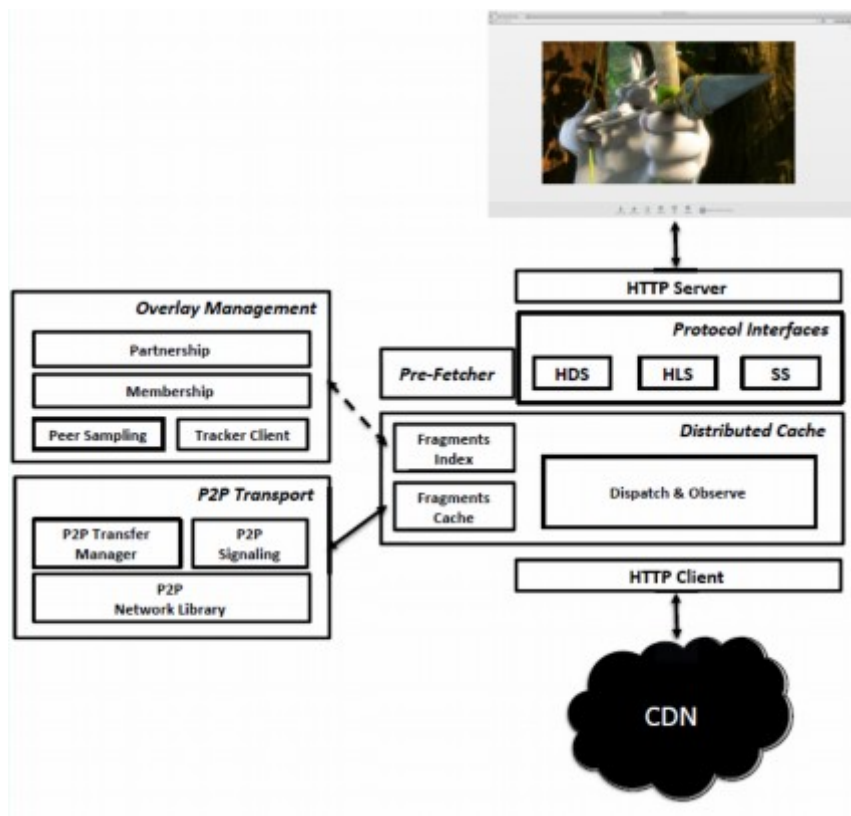 HTTP Server
Overlay Management
Partnership
Membership
Peer Sampling
Tracker Client
Protocol Interfaces
Pre-Fetcher
HDS
HLS
SS
Distributed Cache
Fragments
Index
Fragments
Cache
Dispatch & Observe
P2P Transport
P2P Transfer
Manager
P2P
Signaling
P2P
Network Library
HTTP Client
CDN